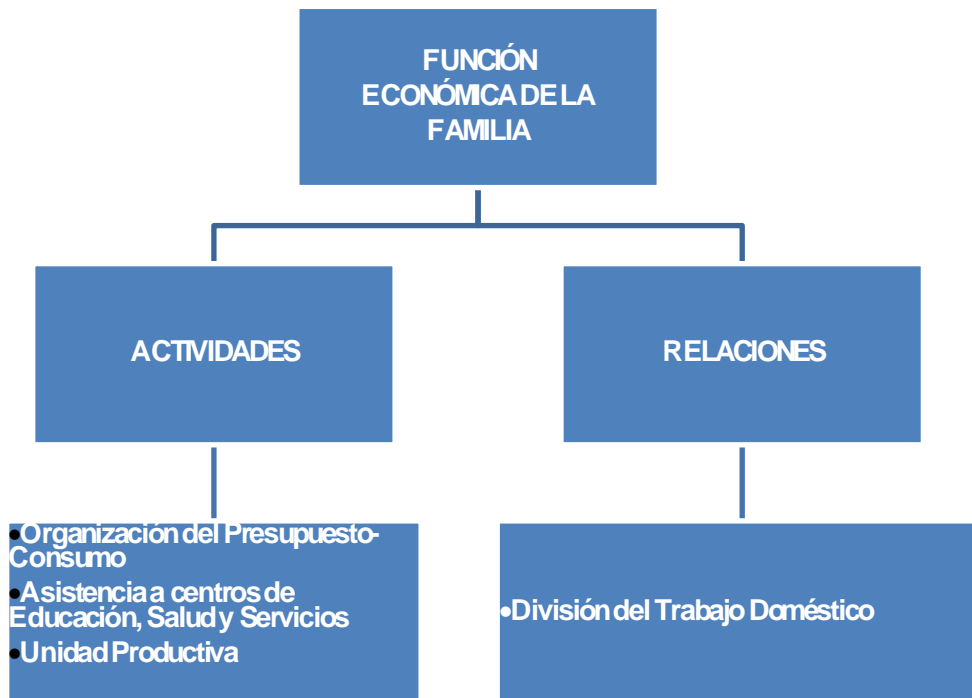 FUNCIÓN
ECONÓMICA DE LA
FAMILIA
ACTIVIDADES
RELACIONES
•Organización del Presupuesto-
Consumo
•Asistencia a centros de
Educación, Salud y Servicios
•Unidad Productiva
•División del Trabajo Doméstico